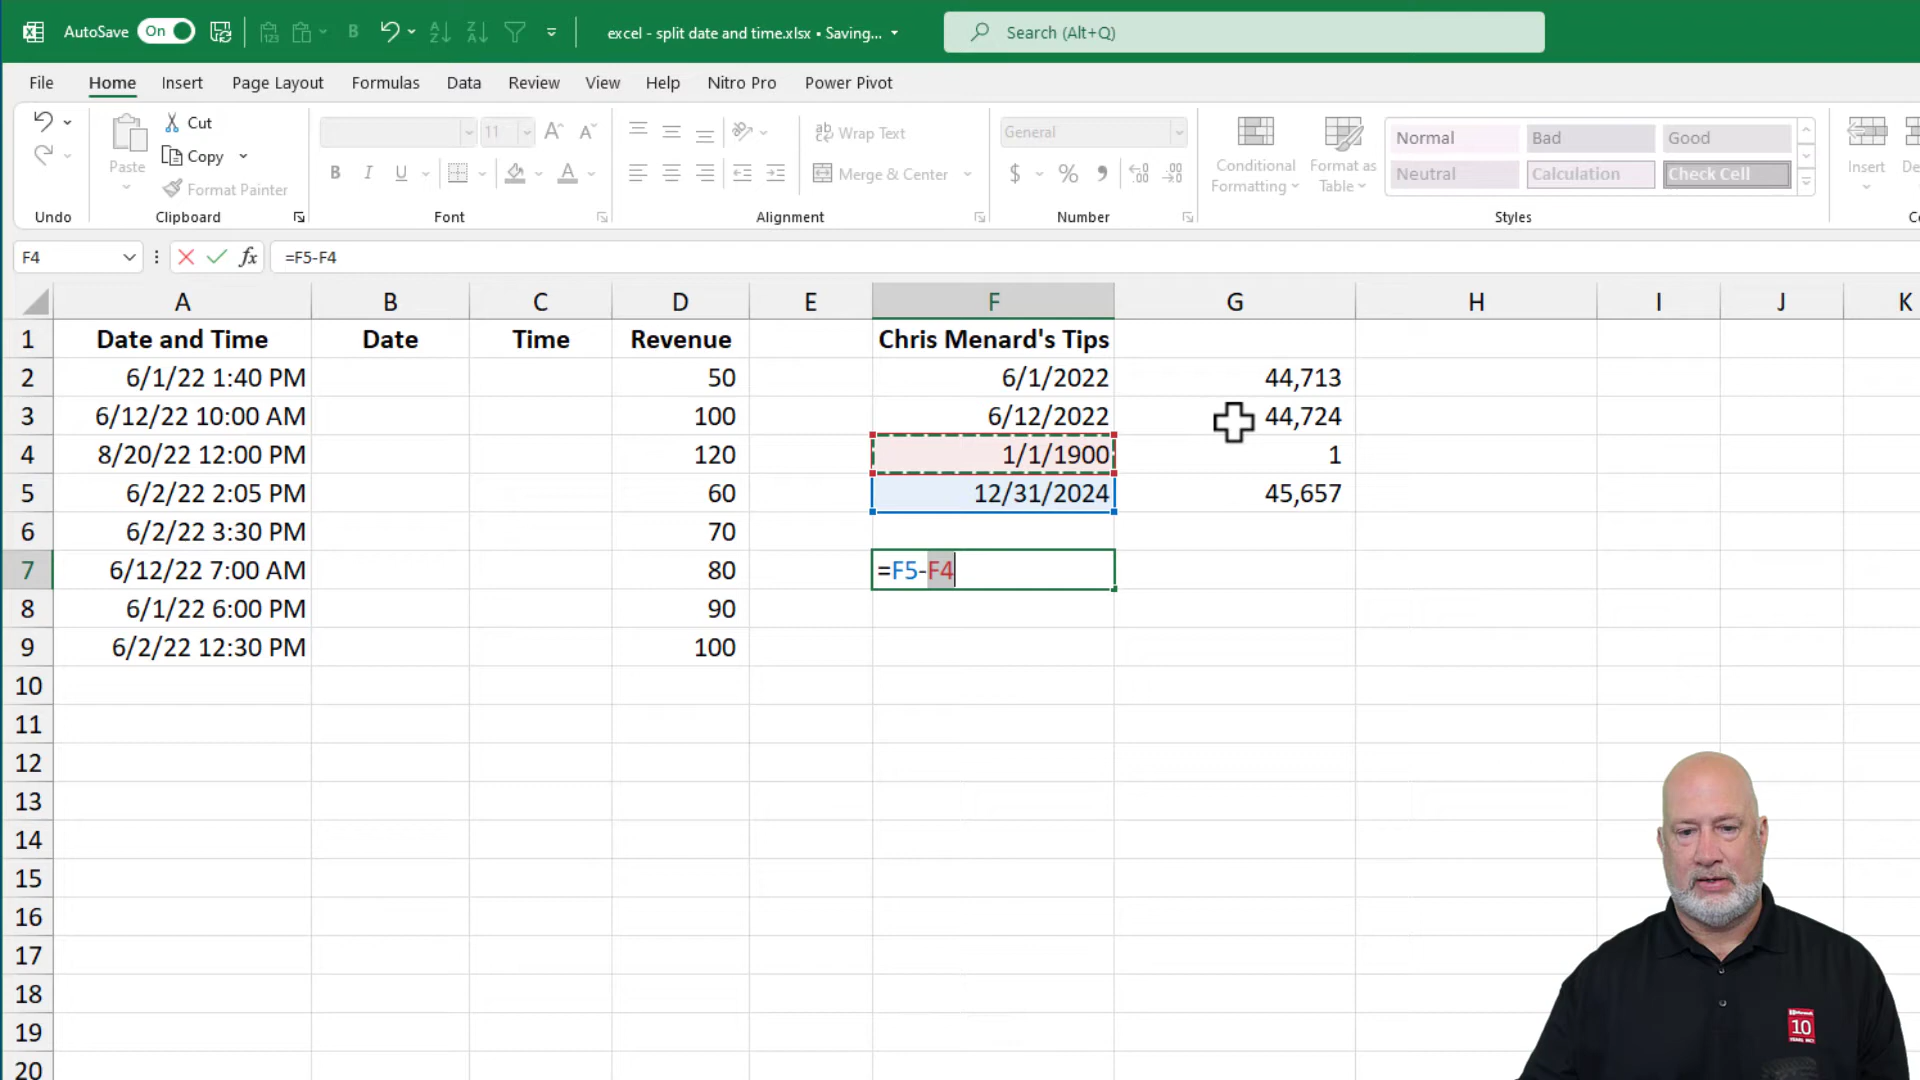 AutoSave On
excel - split date and time.xlsx • Saving...
Search (Alt+Q)
File Home Insert Page Layout Formulas Data Review View Help Nitro Pro Power Pivot
Undo
Paste
Cut
Copy
Format Painter
Clipboard
11
B I U
Font
Wrap Text
Merge & Center
Alignment
General
$ %
Number
Conditional Formatting
Format as Table
Normal Bad Good
Neutral Calculation Check Cell
Styles
Insert
F4 fx =F5-F4
A B C D E F G H I J K
1 Date and Time Date Time Revenue Chris Menard's Tips
2 6/1/22 1:40 PM 50 6/1/2022 44,713
3 6/12/22 10:00 AM 100 6/12/2022 44,724
4 8/20/22 12:00 PM 120 1/1/1900 1
5 6/2/22 2:05 PM 60 12/31/2024 45,657
6 6/2/22 3:30 PM 70
7 6/12/22 7:00 AM 80 =F5-F4
8 6/1/22 6:00 PM 90
9 6/2/22 12:30 PM 100
10
11
12
13
14
15
16
17
18
19
20
10